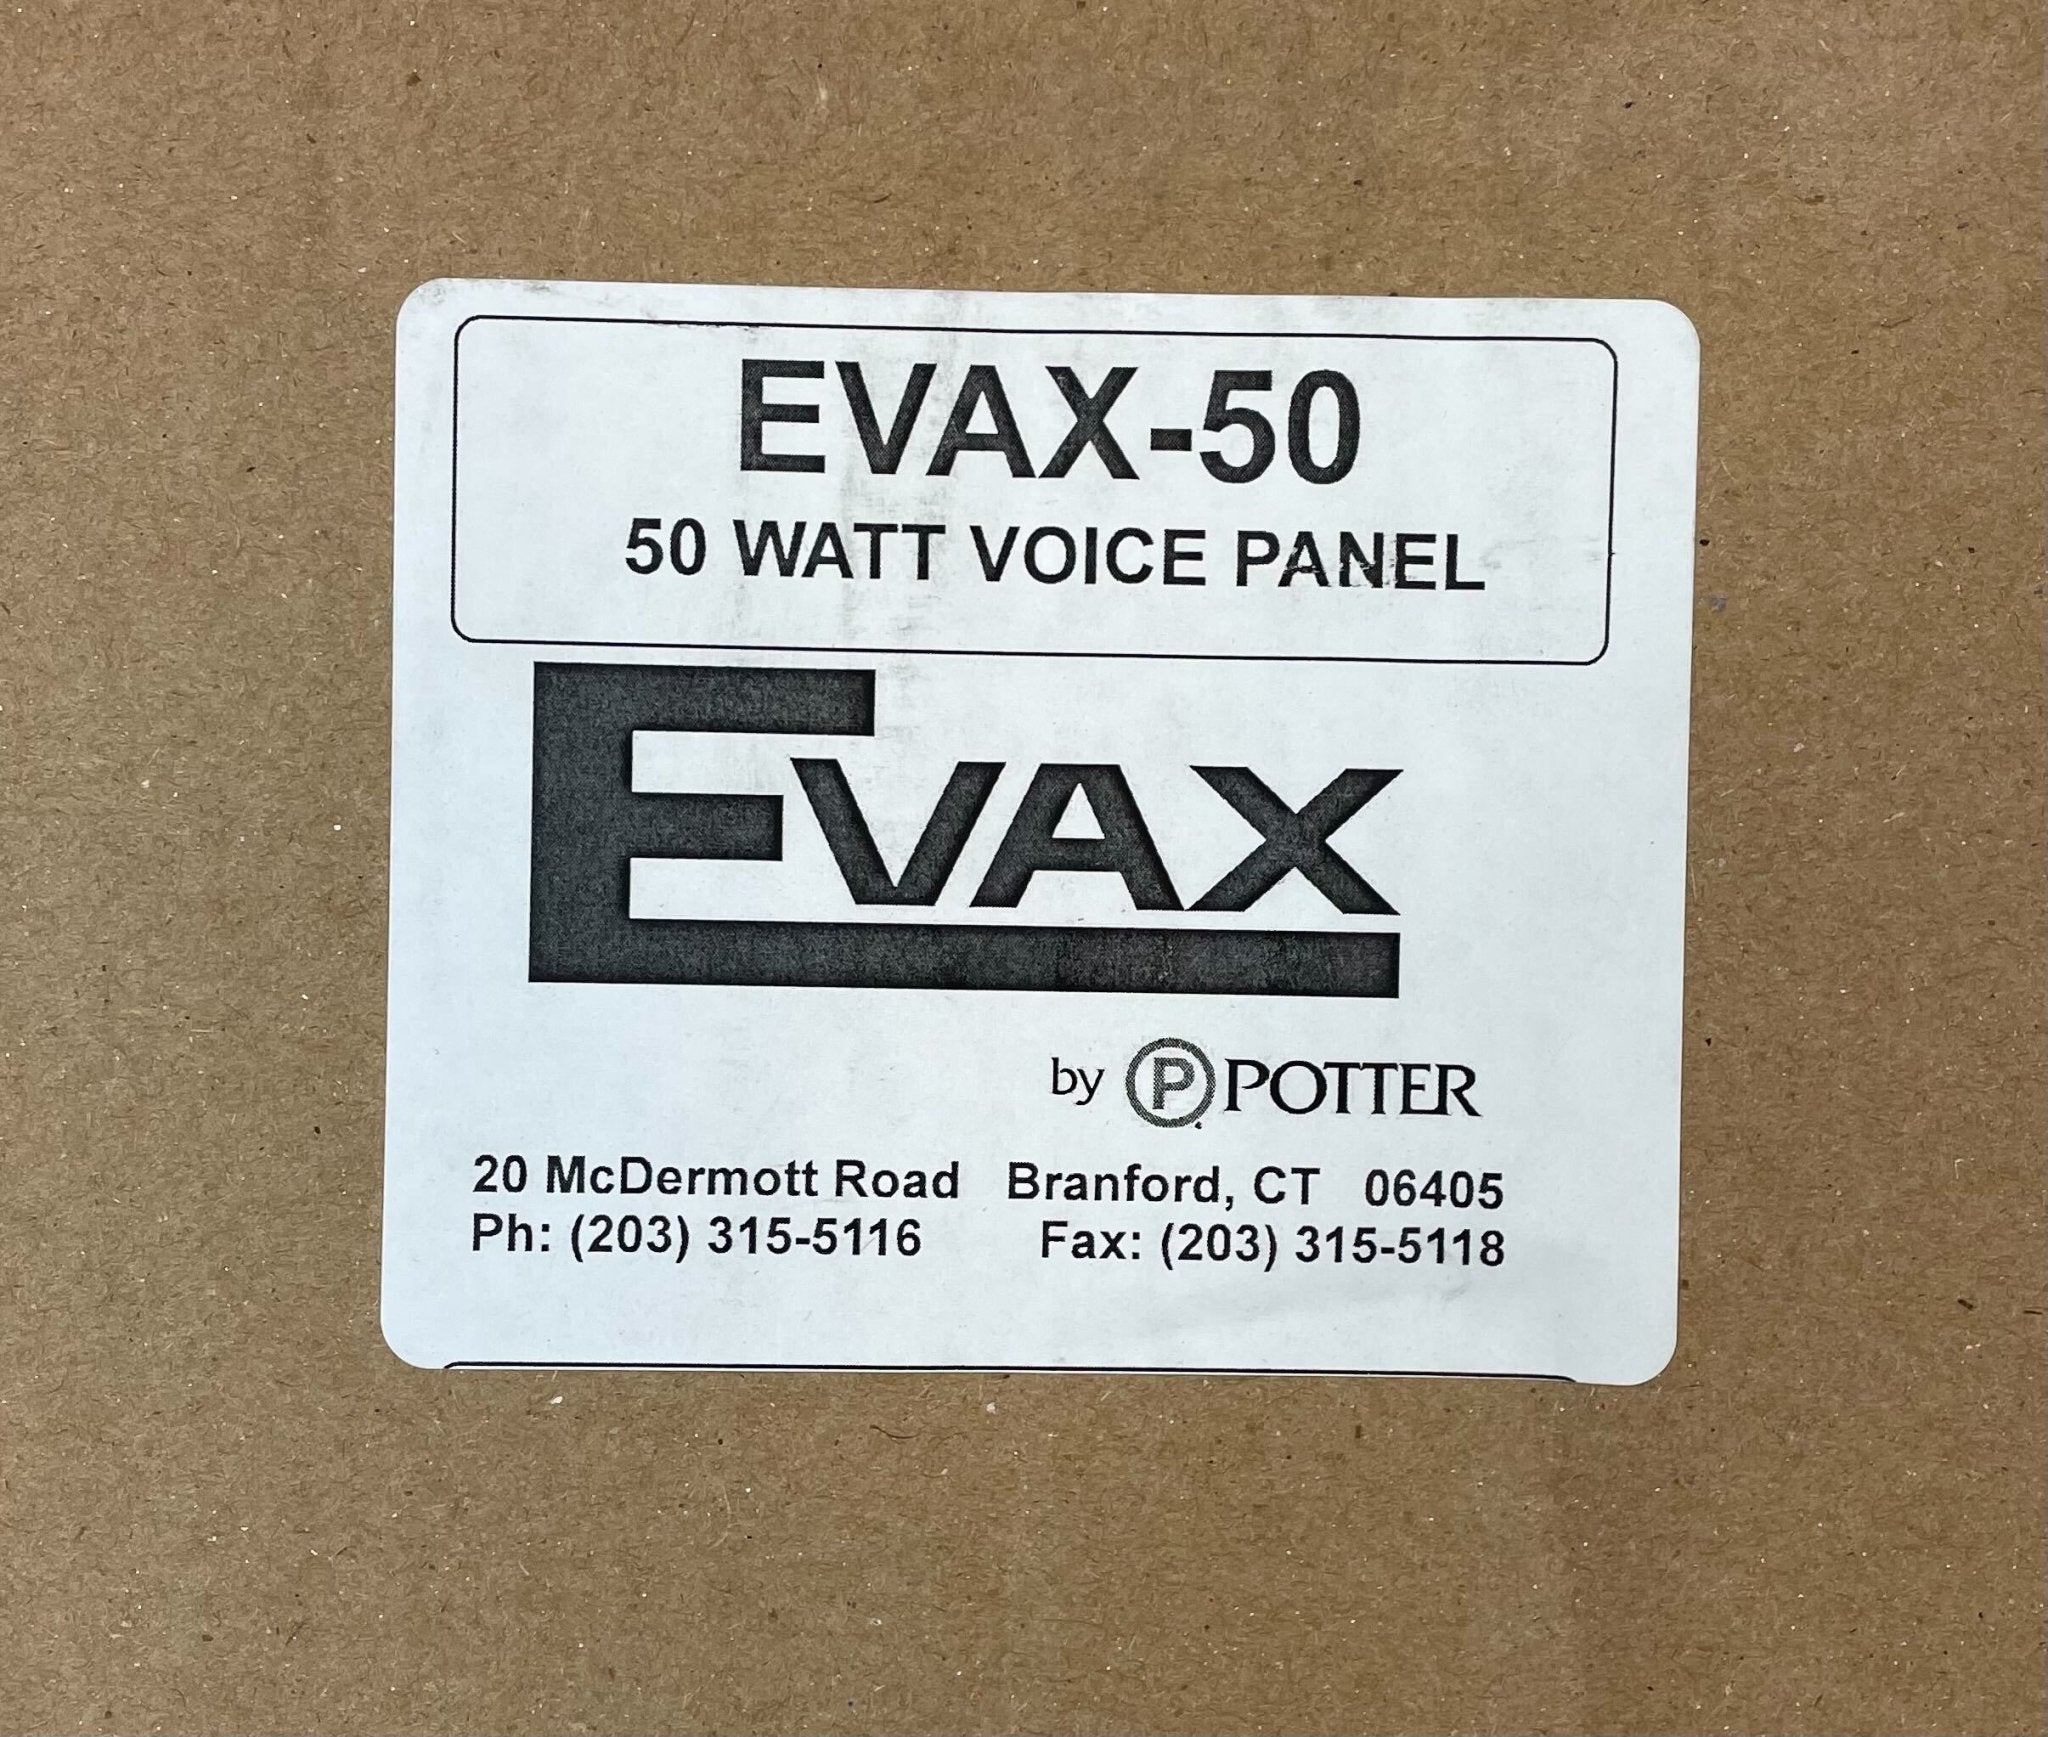 EVAX-50
50 WATT VOICE PANEL
EVAX
by P POTTER
20 McDermott Road Branford, CT 06405
Ph: (203) 315-5116 Fax: (203) 315-5118